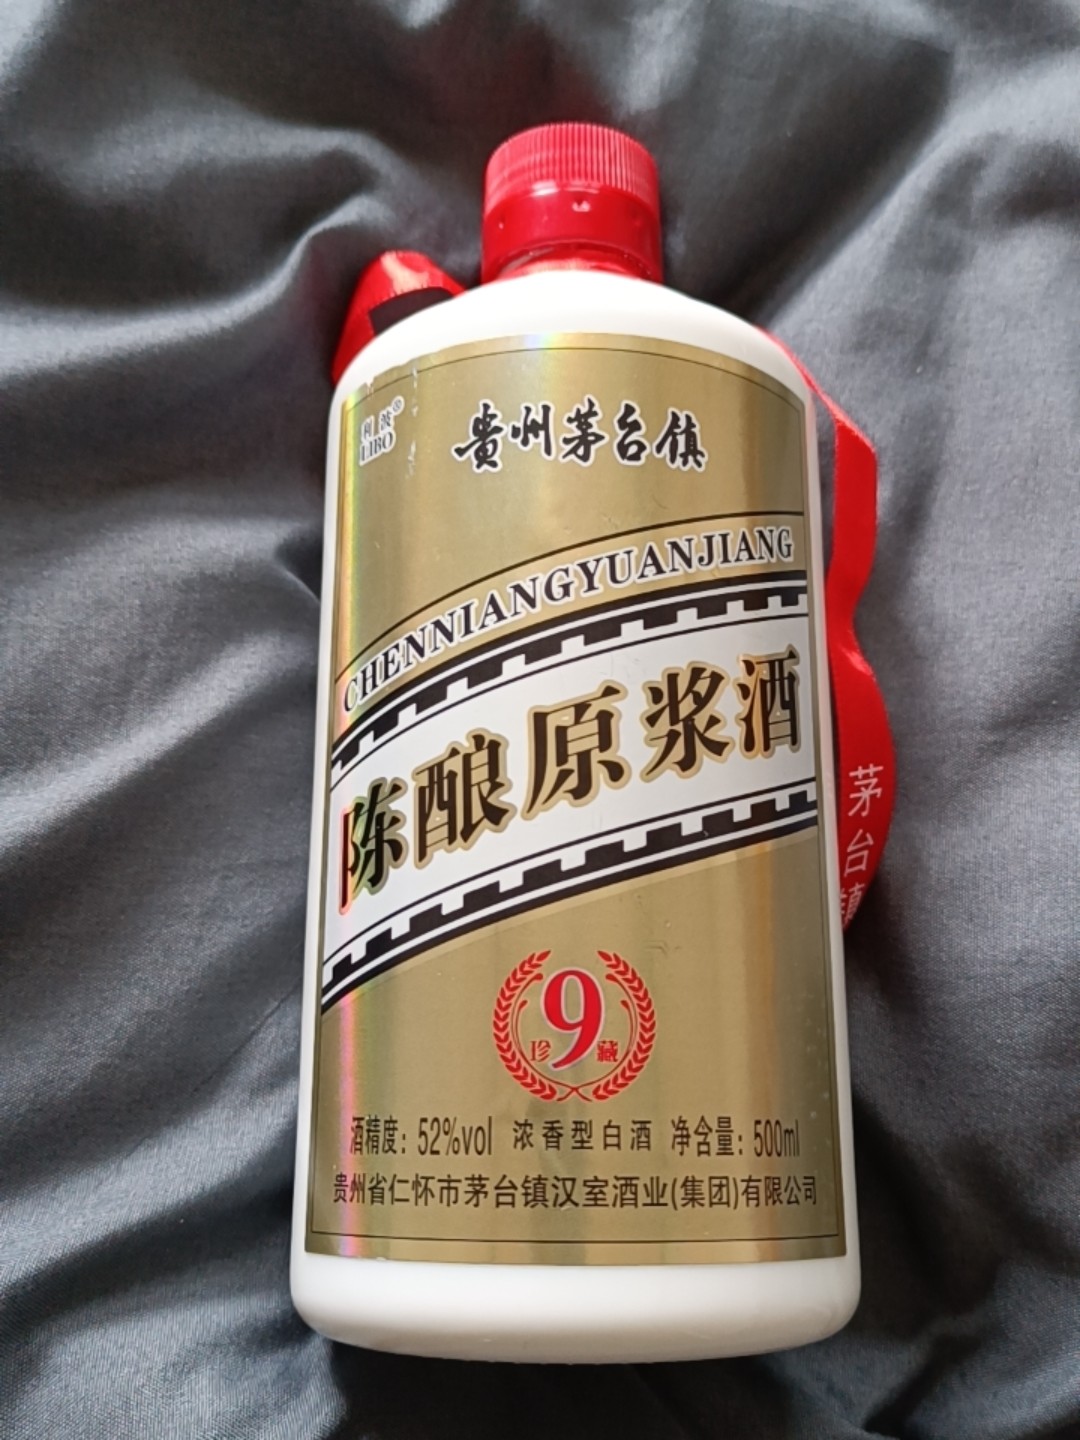 利波®
LIBO
贵州茅台镇
CHENNIANGYUANJIANG
陈酿原浆酒
9
珍藏
酒精度：52%vol 浓香型白酒 净含量：500ml
贵州省仁怀市茅台镇汉室酒业(集团)有限公司
茅台镇